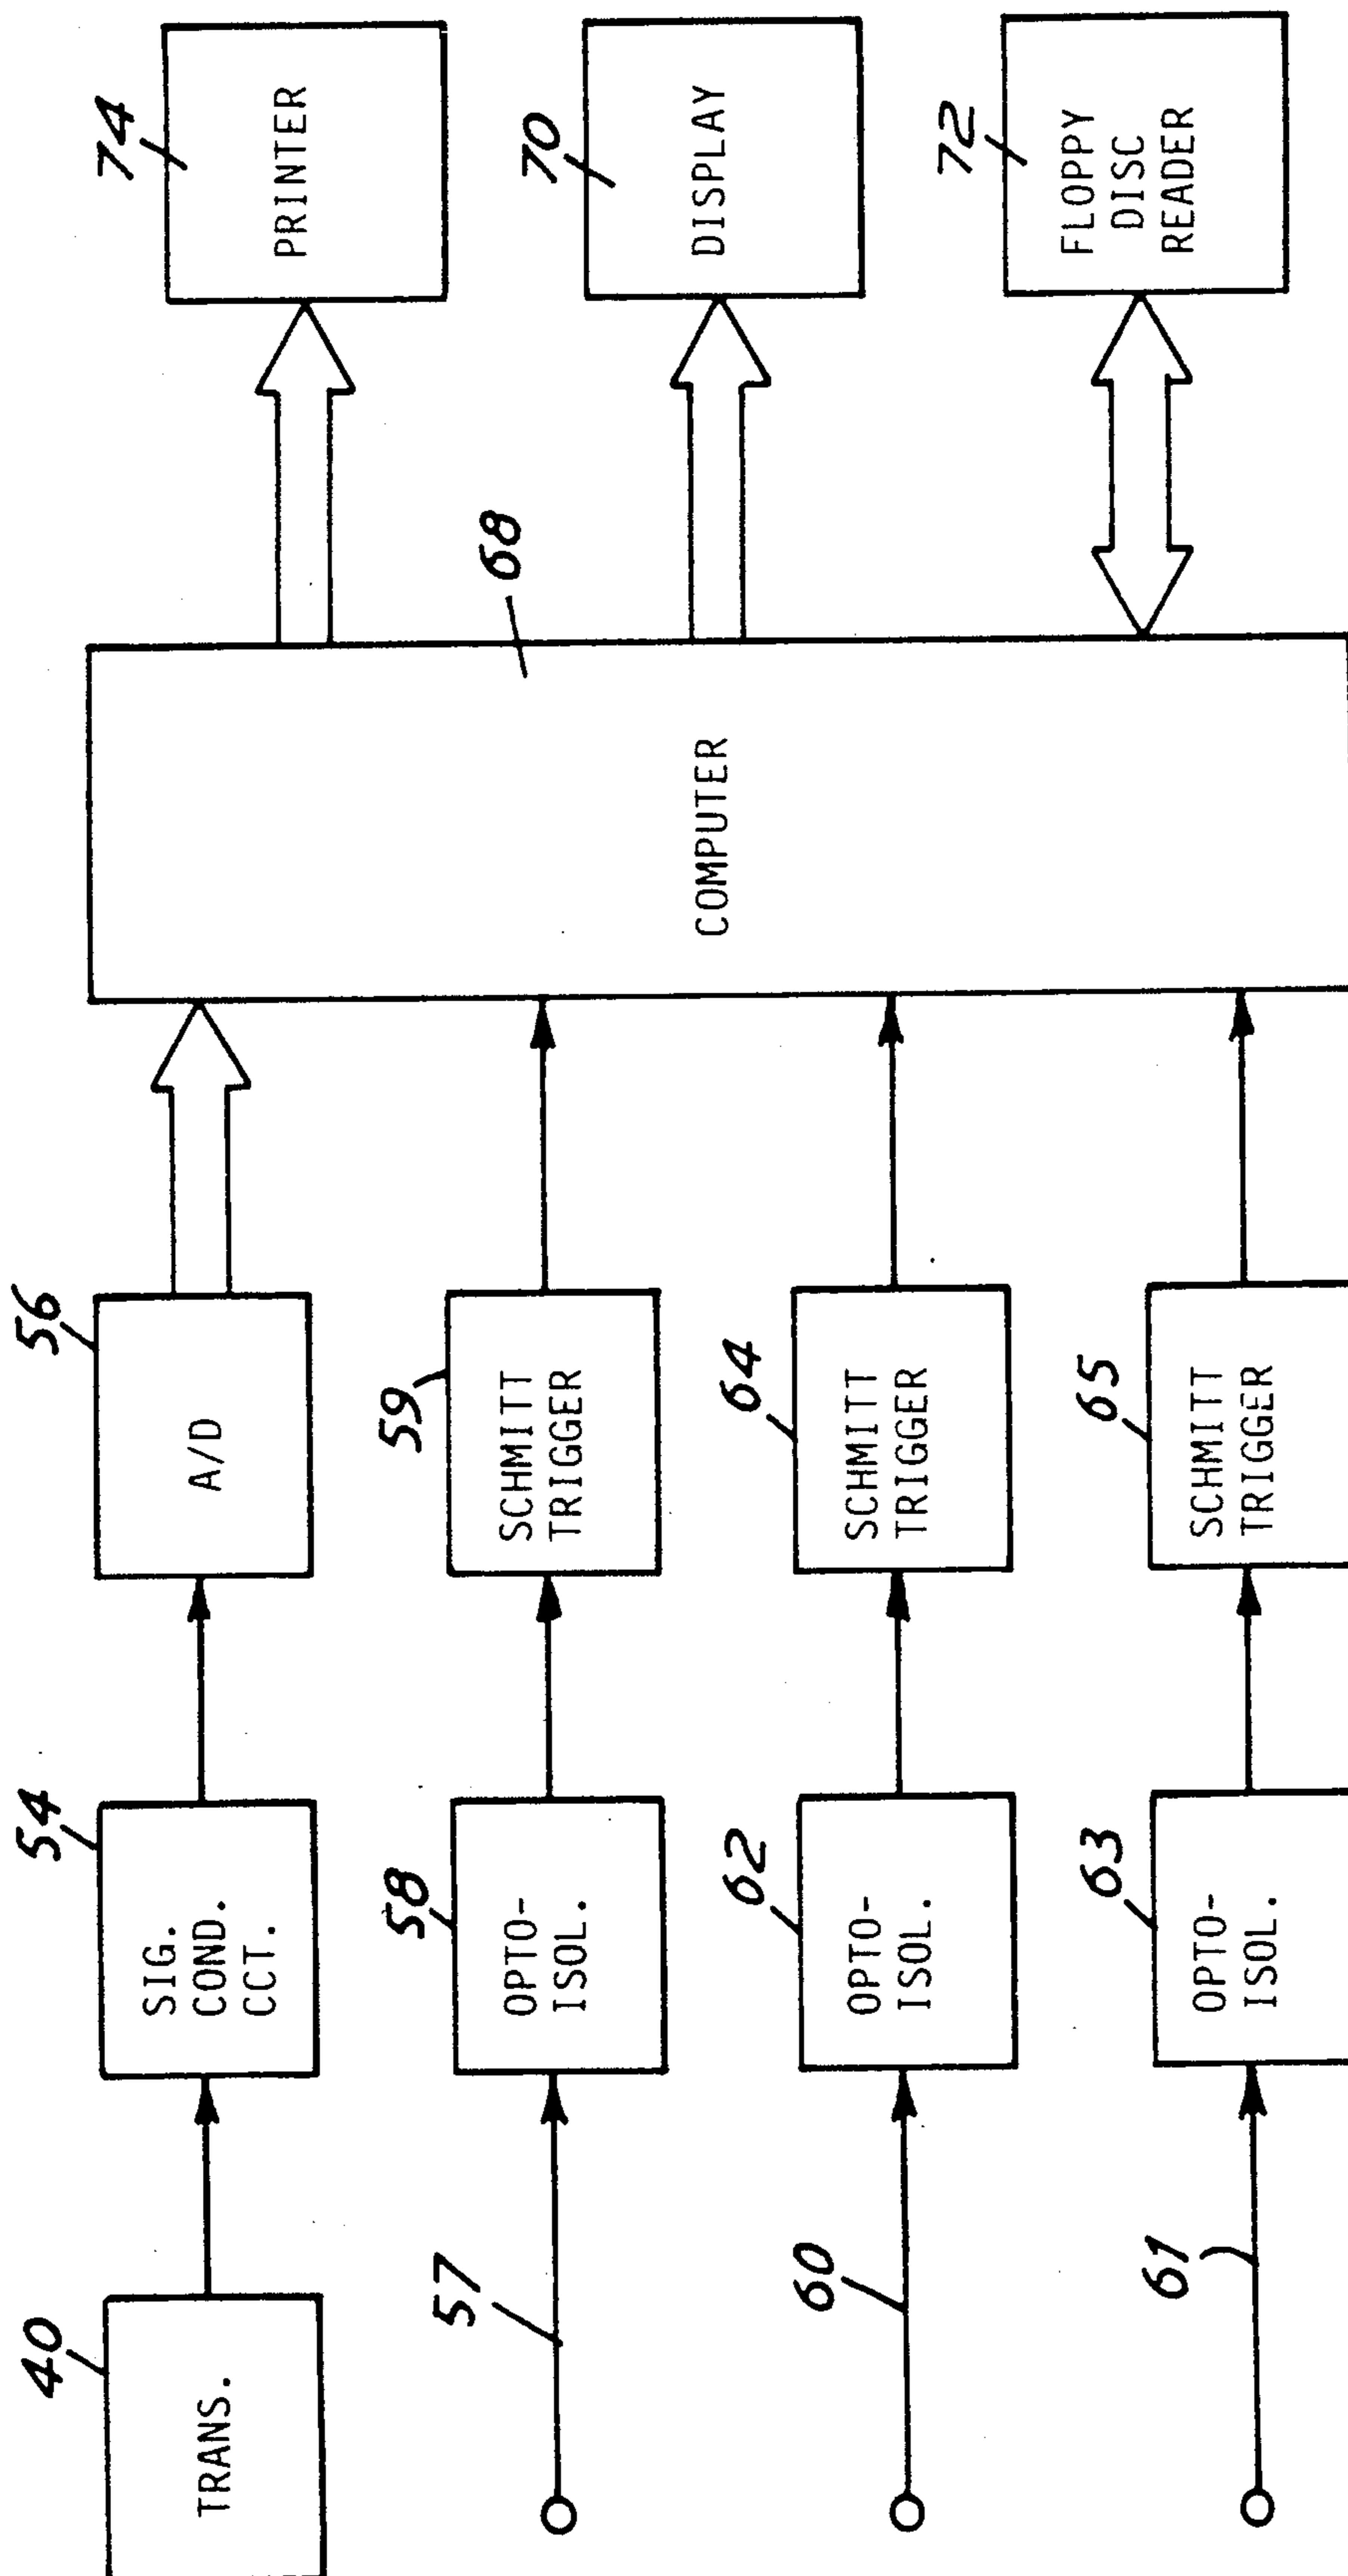 40
TRANS.
54
SIG.
COND.
CCT.
56
A/D
57
58
OPTO-
ISOL.
59
SCHMITT
TRIGGER
60
62
OPTO-
ISOL.
64
SCHMITT
TRIGGER
61
63
OPTO-
ISOL.
65
SCHMITT
TRIGGER
68
COMPUTER
74
PRINTER
70
DISPLAY
72
FLOPPY
DISC
READER